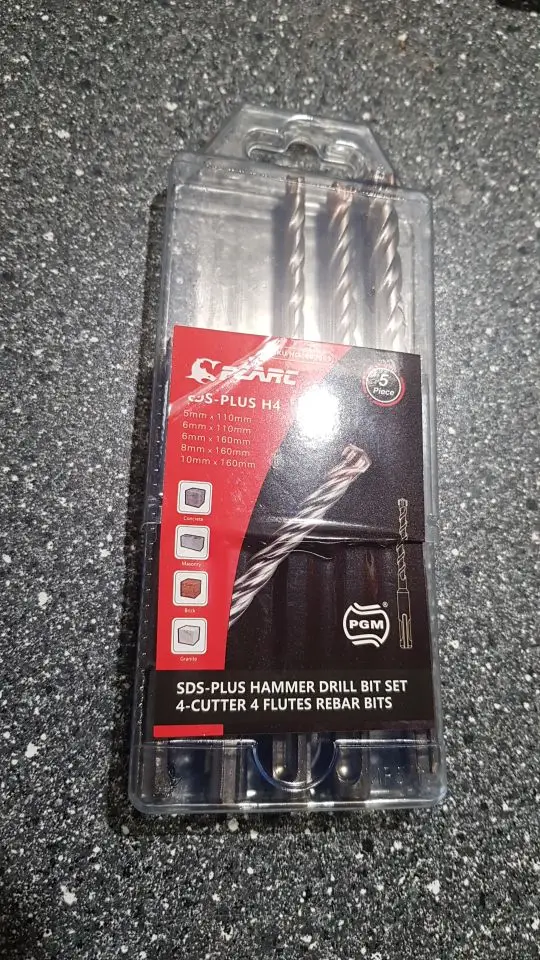 5
Piece
SDS-PLUS H4
5mm x 110mm
6mm x 110mm
6mm x 160mm
8mm x 160mm
10mm x 160mm
Concrete
Masonry
Brick
Granite
PGM
®
SDS-PLUS HAMMER DRILL BIT SET
4-CUTTER 4 FLUTES REBAR BITS